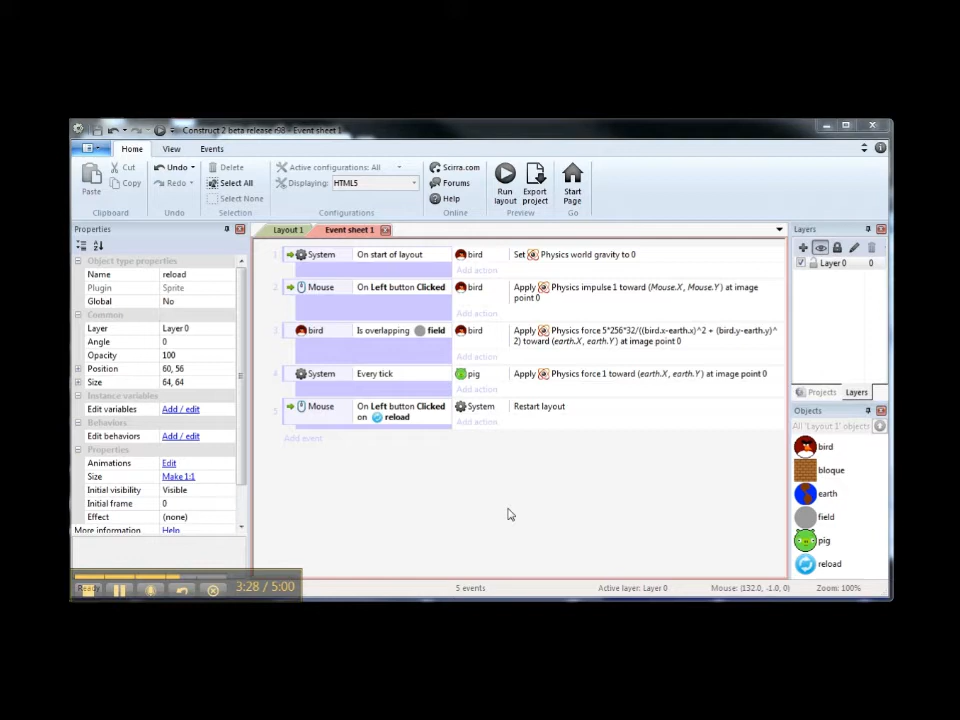 Construct 2 beta release r98 - Event sheet 1
Home View Events
Paste Cut Copy Undo Redo Delete Select All Select None
Active configurations: All
Displaying: HTML5
Scirra.com Forums Help
Run layout Export project Start Page
Clipboard Undo Selection Configurations Online Preview Go
Properties
Object type properties
Name reload
Plugin Sprite
Global No
Common
Layer Layer 0
Angle 0
Opacity 100
Position 60, 56
Size 64, 64
Instance variables
Edit variables Add / edit
Behaviors
Edit behaviors Add / edit
Properties
Animations Edit
Size Make 1:1
Initial visibility Visible
Initial frame 0
Effect (none)
More information Help
Layout 1 Event sheet 1
1 System On start of layout bird Set Physics world gravity to 0
Add action
2 Mouse On Left button Clicked bird Apply Physics impulse 1 toward (Mouse.X, Mouse.Y) at image
point 0
Add action
3 bird Is overlapping field bird Apply Physics force 5*256*32/((bird.x-earth.x)^2 + (bird.y-earth.y)^
2) toward (earth.X, earth.Y) at image point 0
Add action
4 System Every tick pig Apply Physics force 1 toward (earth.X, earth.Y) at image point 0
Add action
5 Mouse On Left button Clicked System Restart layout
on reload
Add action
Add event
Layers
Layer 0 0
Projects Layers
Objects
All 'Layout 1' objects
bird
bloque
earth
field
pig
reload
Ready
3:28 / 5:00
5 events Active layer: Layer 0 Mouse: (132.0, -1.0, 0) Zoom: 100%